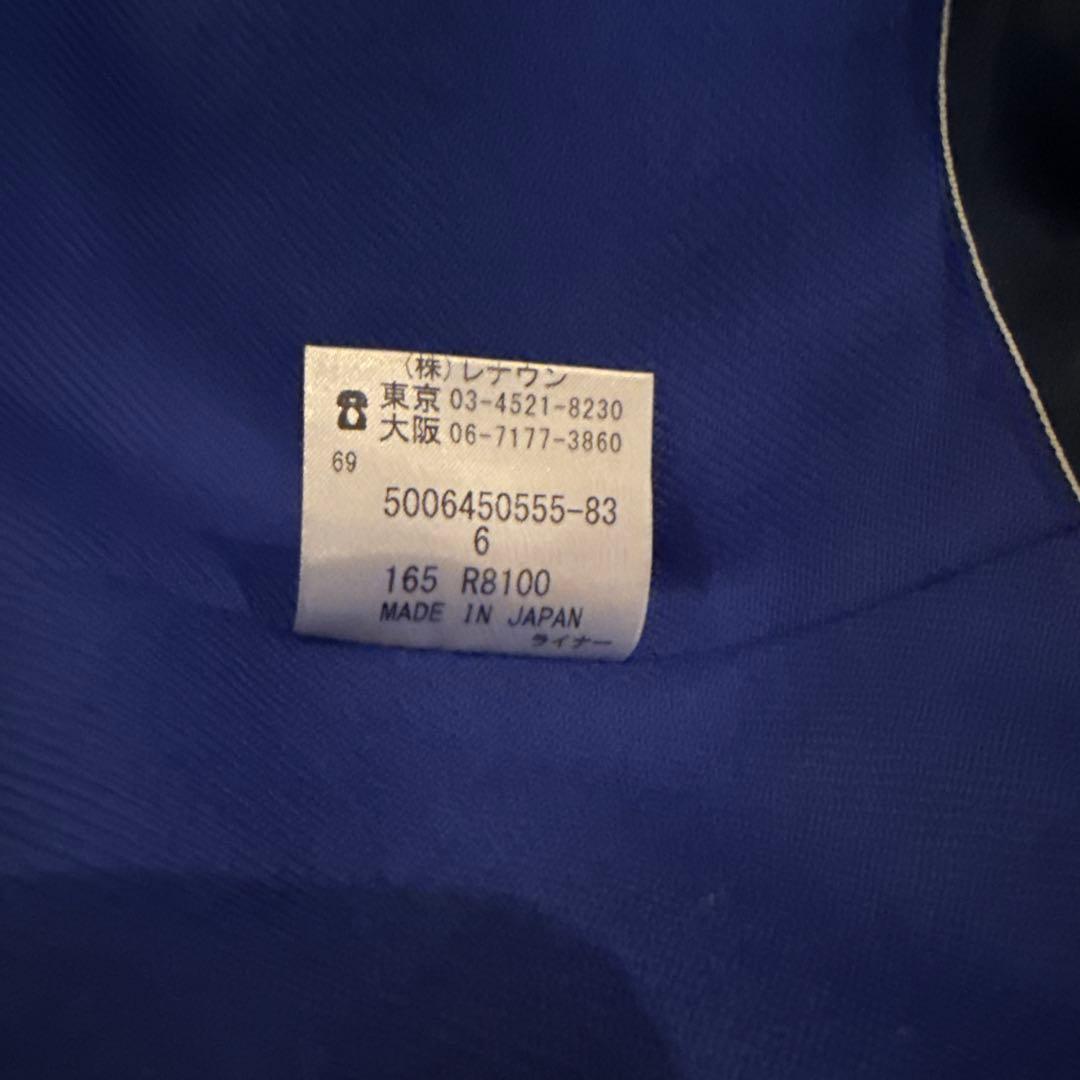 (株)レナウン
東京 03-4521-8230
大阪 06-7177-3860
69
5006450555-83
6
165 R8100
MADE IN JAPAN
ライナー